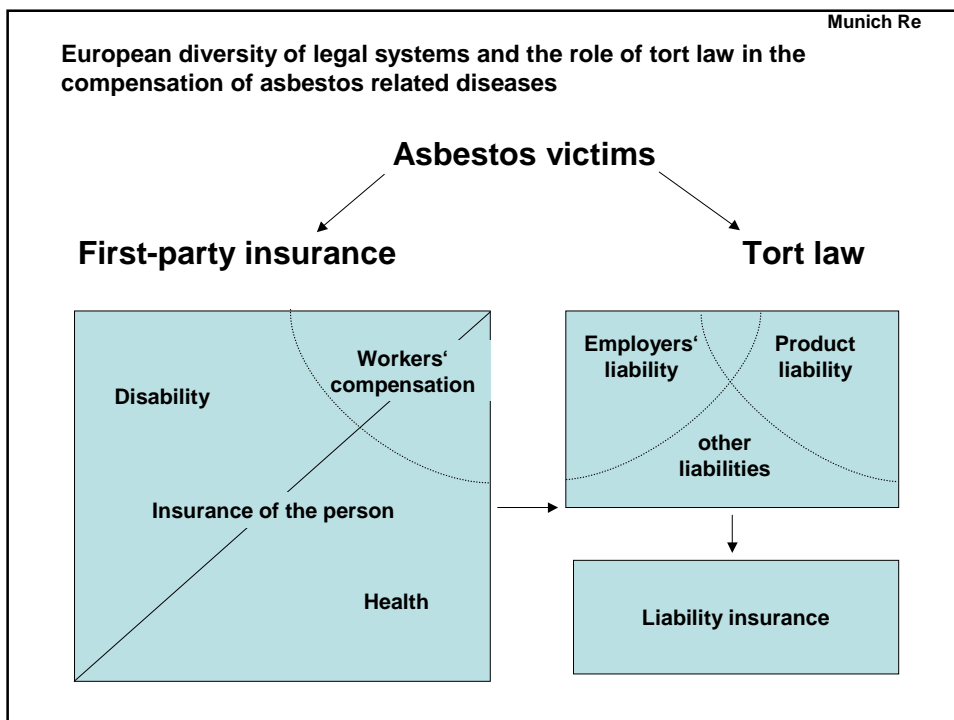 Munich Re
European diversity of legal systems and the role of tort law in the
compensation of asbestos related diseases
Asbestos victims
First-party insurance
Tort law
Workers‘
compensation
Disability
Insurance of the person
Health
Employers‘
liability
Product
liability
other
liabilities
Liability insurance